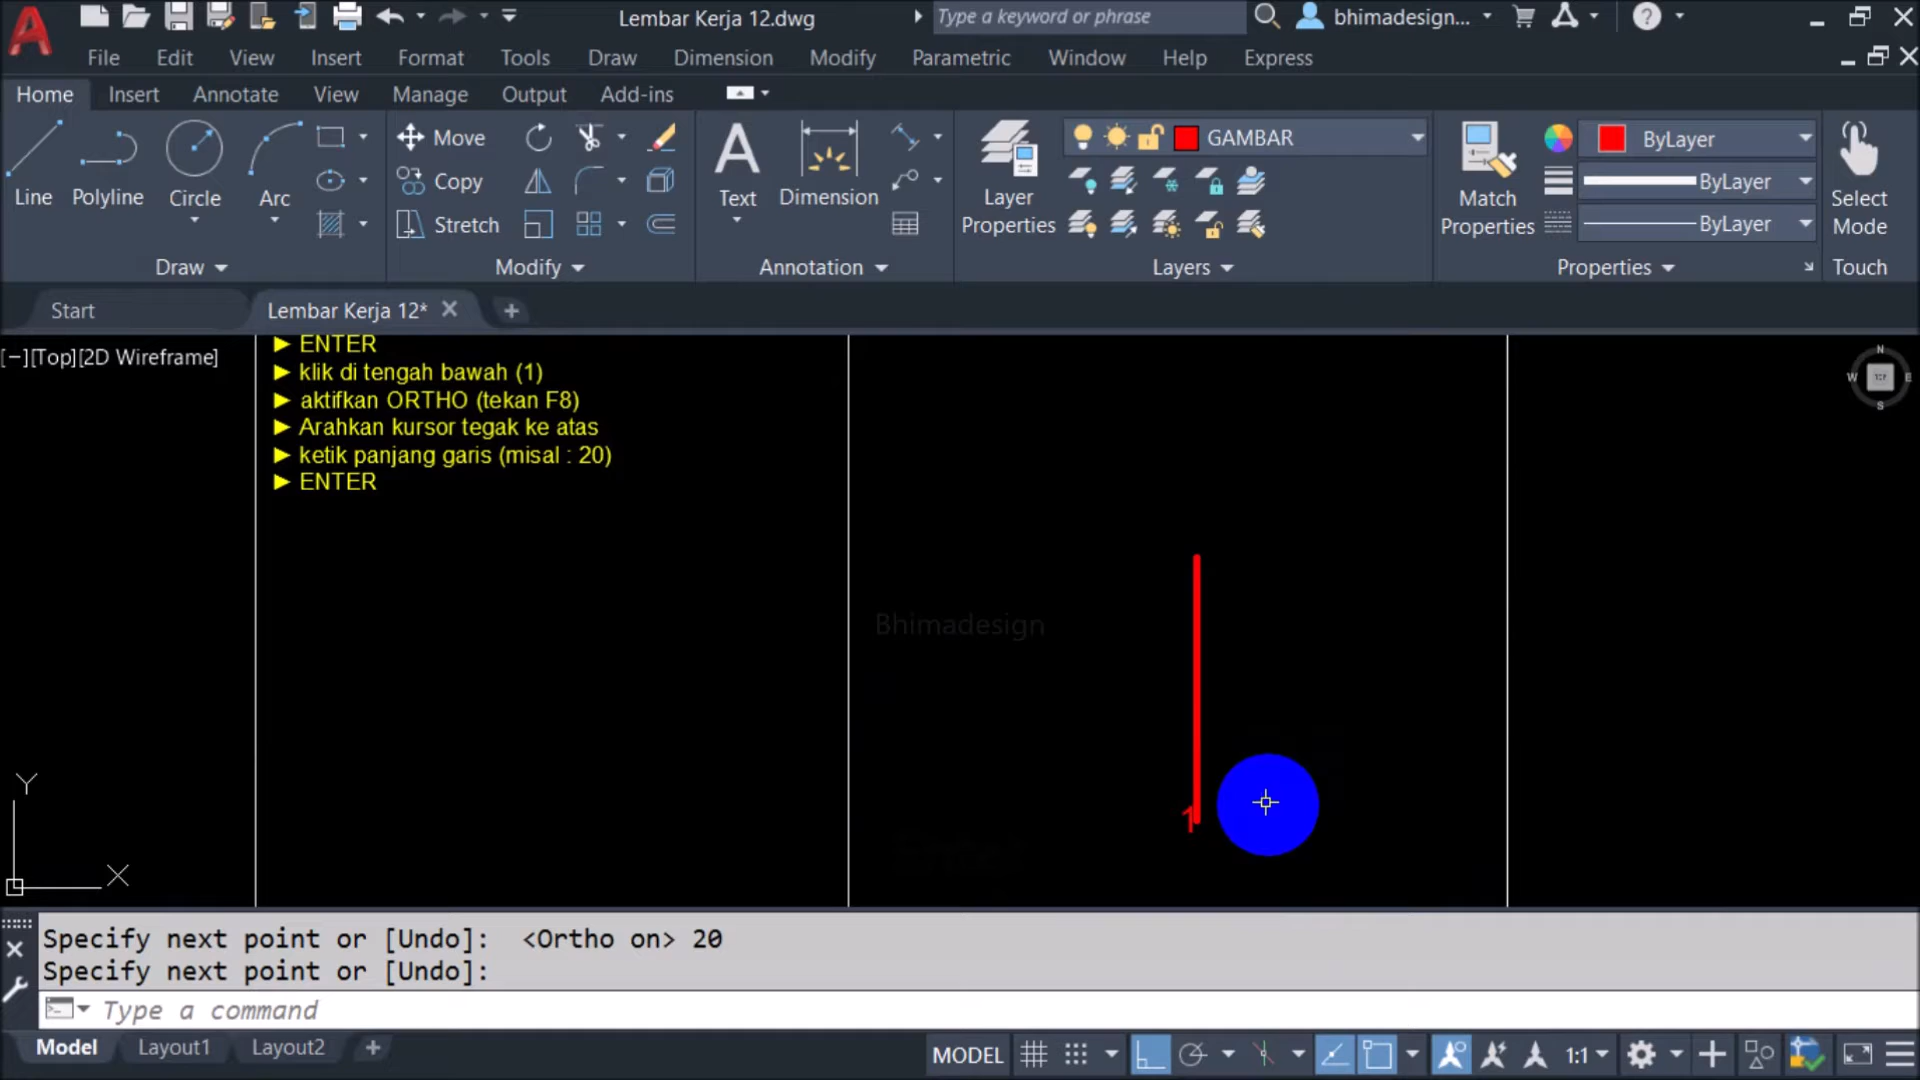 Lembar Kerja 12.dwg
Type a keyword or phrase
bhimadesign...
?
File Edit View Insert Format Tools Draw Dimension Modify Parametric Window Help Express
Home Insert Annotate View Manage Output Add-ins
Move Copy Stretch
GAMBAR
ByLayer
ByLayer
ByLayer
Line Polyline Circle Arc
Text Dimension
Layer Properties
Match Properties
Select Mode
Draw Modify Annotation Layers Properties Touch
Start Lembar Kerja 12*
[−][Top][2D Wireframe]
► ENTER
► klik di tengah bawah (1)
► aktifkan ORTHO (tekan F8)
► Arahkan kursor tegak ke atas
► ketik panjang garis (misal : 20)
► ENTER
N
W E
S
Bhimadesign
1
Y
X
Specify next point or [Undo]: <Ortho on> 20
Specify next point or [Undo]:
Type a command
Model Layout1 Layout2 +
MODEL 1:1